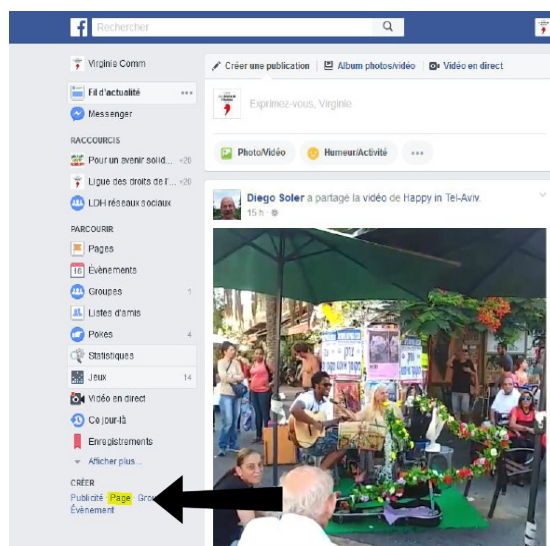 Rechercher
Virginie Comm
Fil d'actualité
Messenger
RACCOURCIS
Pour un avenir solid... +20
Ligue des droits de l'... +20
LDH réseaux sociaux
PARCOURIR
Pages
16 Évènements
Groupes 1
Listes d'amis
Pokes 4
Statistiques
Jeux 14
Vidéo en direct
Ce jour-là
Enregistrements
Afficher plus...
CRÉER
Publicité Page Grou
Évènement
Créer une publication Album photos/vidéo Vidéo en direct
Exprimez-vous, Virginie
Photo/Vidéo Humeur/Activité
Diego Soler a partagé la vidéo de Happy in Tel-Aviv.
15 h